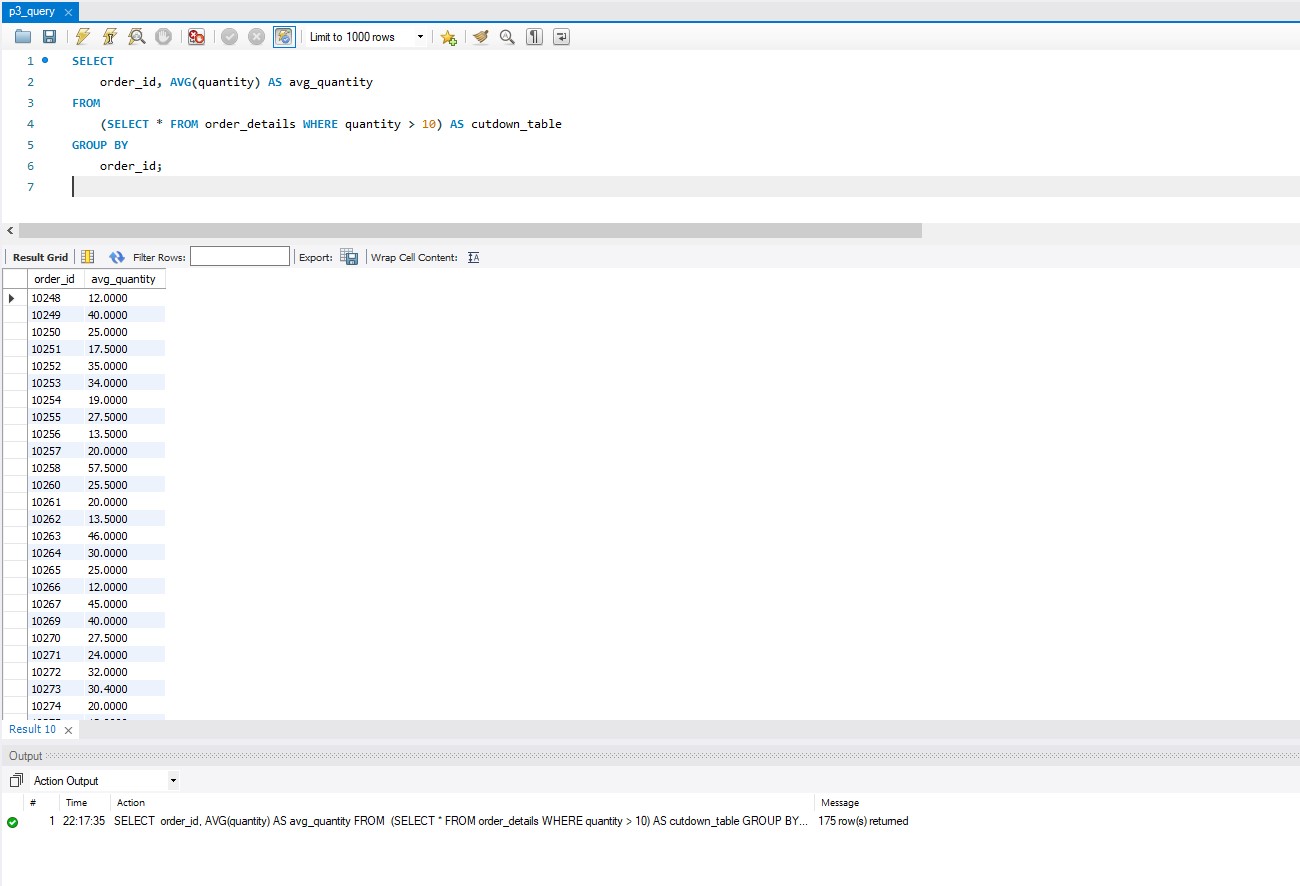 p3_query
Limit to 1000 rows
1 SELECT
2 order_id, AVG(quantity) AS avg_quantity
3 FROM
4 (SELECT * FROM order_details WHERE quantity > 10) AS cutdown_table
5 GROUP BY
6 order_id;
7
Result Grid Filter Rows: Export: Wrap Cell Content:
order_id avg_quantity
10248 12.0000
10249 40.0000
10250 25.0000
10251 17.5000
10252 35.0000
10253 34.0000
10254 19.0000
10255 27.5000
10256 13.5000
10257 20.0000
10258 57.5000
10260 25.5000
10261 20.0000
10262 13.5000
10263 46.0000
10264 30.0000
10265 25.0000
10266 12.0000
10267 45.0000
10269 40.0000
10270 27.5000
10271 24.0000
10272 32.0000
10273 30.4000
10274 20.0000
Result 10
Output
Action Output
# Time Action Message
1 22:17:35 SELECT order_id, AVG(quantity) AS avg_quantity FROM (SELECT * FROM order_details WHERE quantity > 10) AS cutdown_table GROUP BY... 175 row(s) returned